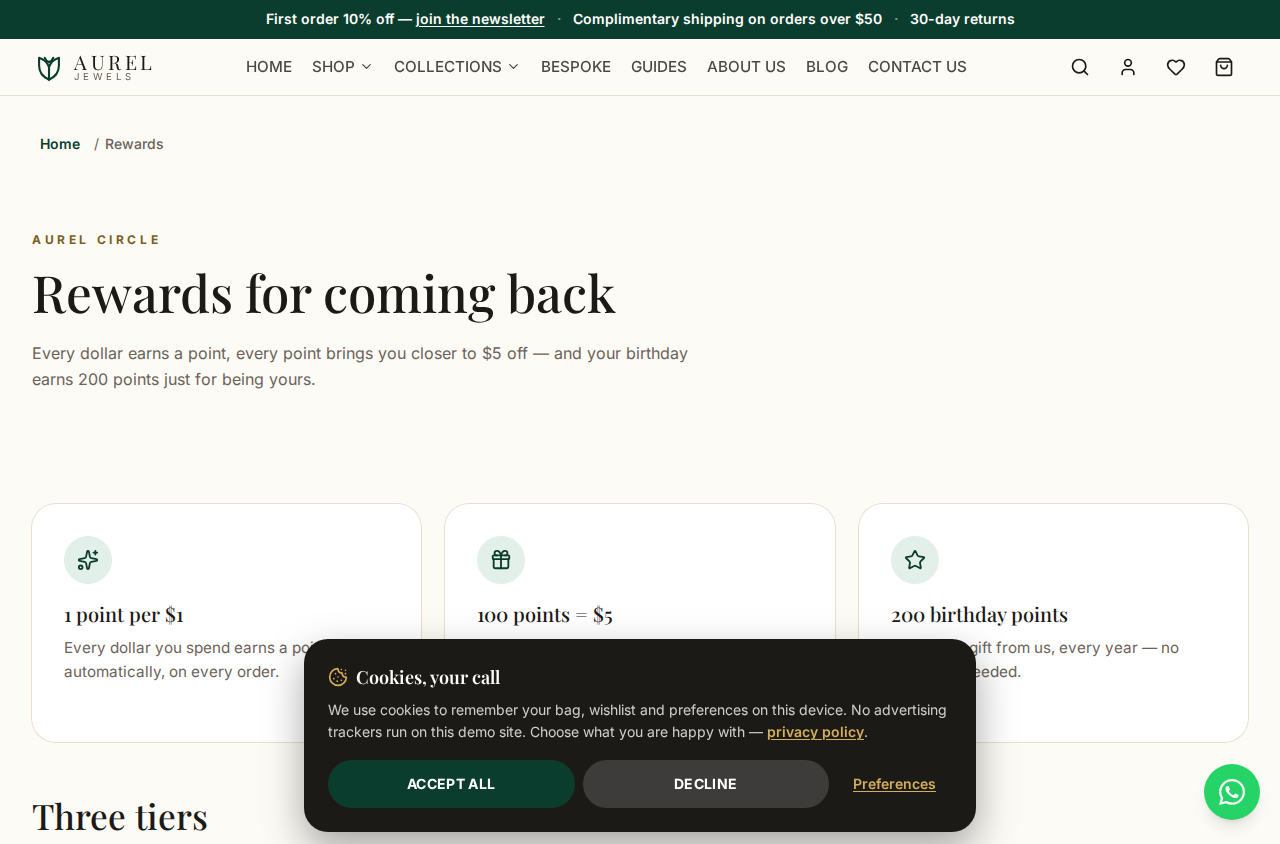 First order 10% off — join the newsletter · Complimentary shipping on orders over $50 · 30-day returns
AUREL
JEWELS
HOME SHOP COLLECTIONS BESPOKE GUIDES ABOUT US BLOG CONTACT US
Home / Rewards
AUREL CIRCLE
Rewards for coming back
Every dollar earns a point, every point brings you closer to $5 off — and your birthday
earns 200 points just for being yours.
1 point per $1
Every dollar you spend earns a
automatically, on every order.
100 points = $5
200 birthday points
gift from us, every year — no
Cookies, your call
We use cookies to remember your bag, wishlist and preferences on this device. No advertising
trackers run on this demo site. Choose what you are happy with — privacy policy.
ACCEPT ALL
DECLINE
Preferences
Three tiers